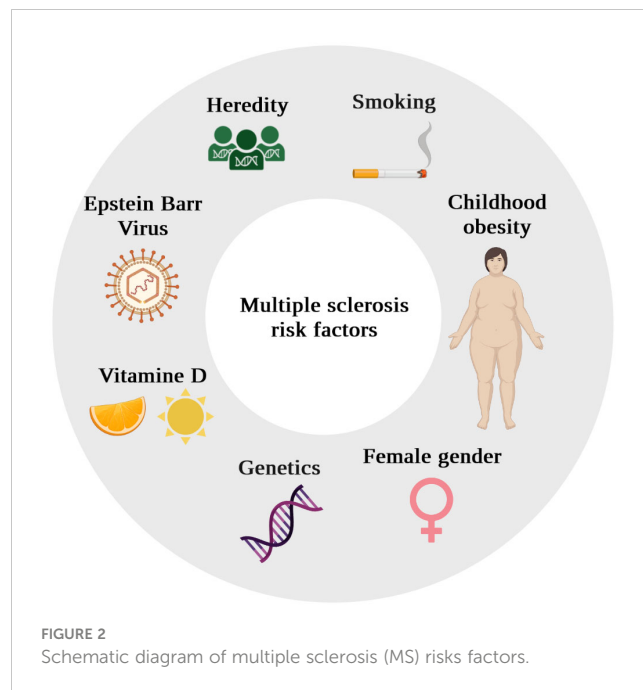 Heredity
Smoking
Childhood
obesity
Epstein Barr
Virus
Multiple sclerosis
risk factors
Vitamine D
Genetics
Female gender
FIGURE 2
Schematic diagram of multiple sclerosis (MS) risks factors.